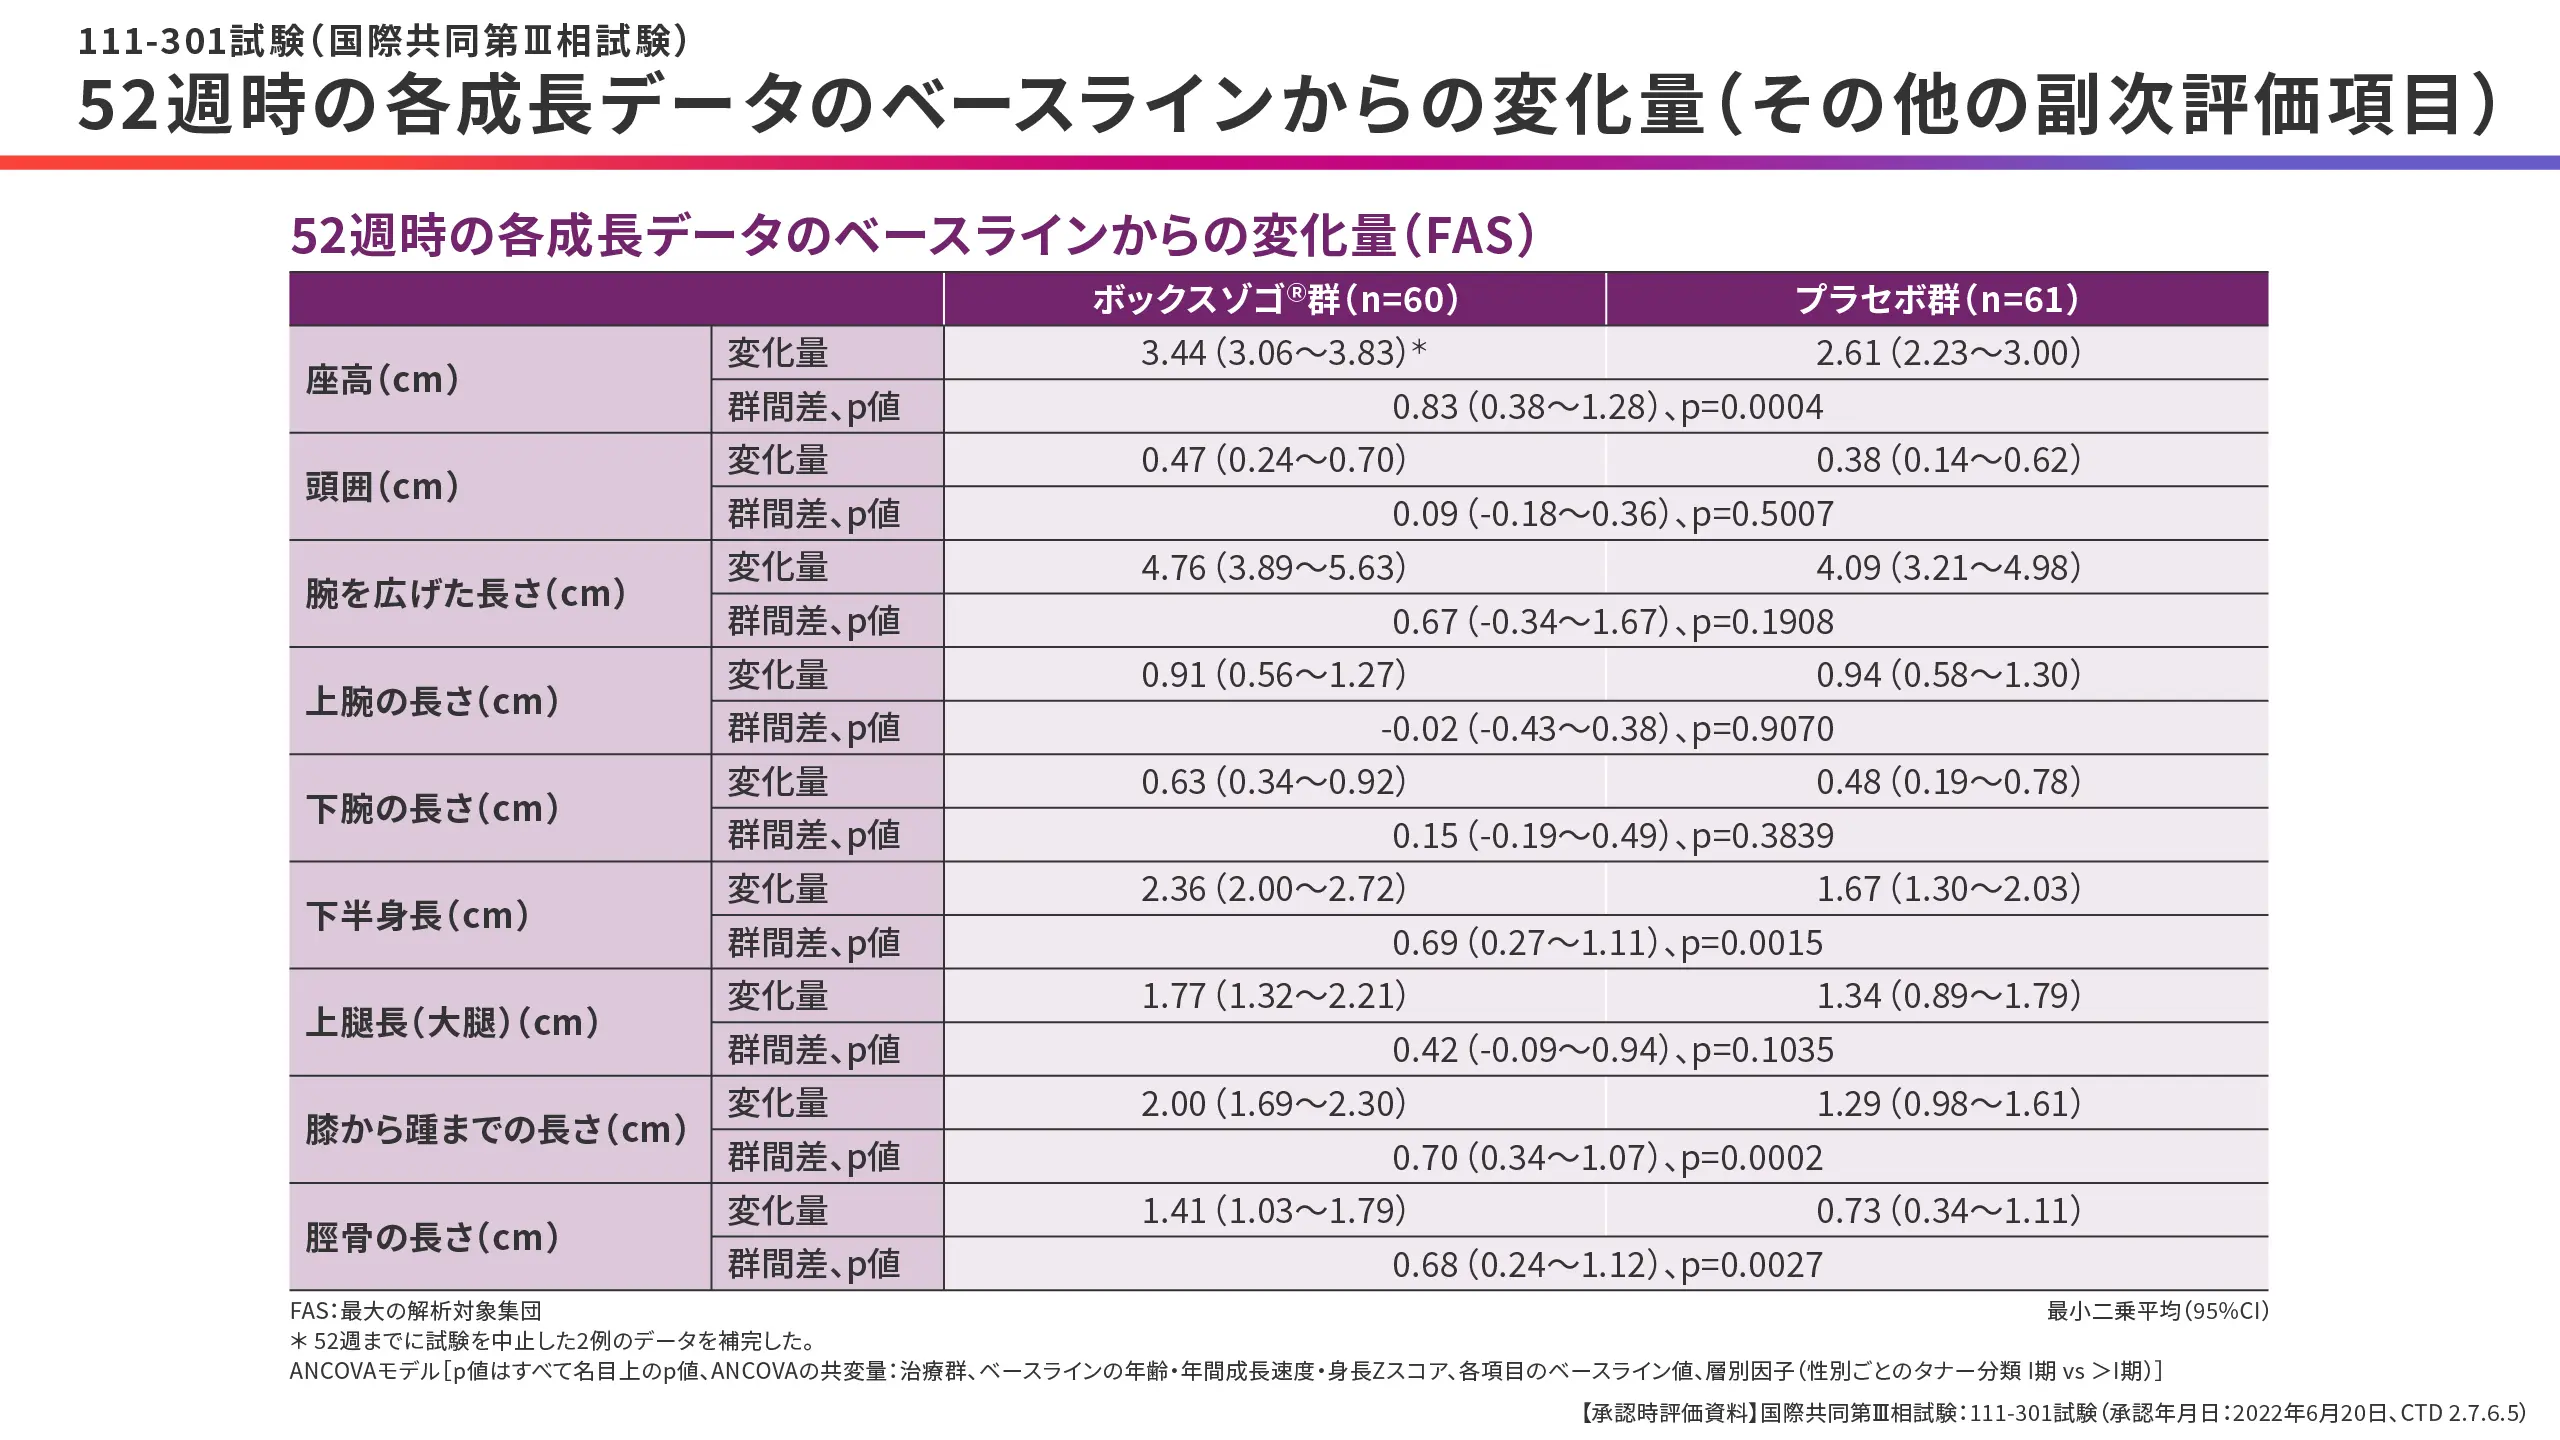 111-301試験（国際共同第Ⅲ相試験）
52週時の各成長データのベースラインからの変化量（その他の副次評価項目）
52週時の各成長データのベースラインからの変化量（FAS）
ボックスゾゴ®群（n=60） プラセボ群（n=61）
座高（cm） 変化量 3.44（3.06～3.83）＊ 2.61（2.23～3.00）
群間差、p値 0.83（0.38～1.28）、p=0.0004
頭囲（cm） 変化量 0.47（0.24～0.70） 0.38（0.14～0.62）
群間差、p値 0.09（-0.18～0.36）、p=0.5007
腕を広げた長さ（cm） 変化量 4.76（3.89～5.63） 4.09（3.21～4.98）
群間差、p値 0.67（-0.34～1.67）、p=0.1908
上腕の長さ（cm） 変化量 0.91（0.56～1.27） 0.94（0.58～1.30）
群間差、p値 -0.02（-0.43～0.38）、p=0.9070
下腕の長さ（cm） 変化量 0.63（0.34～0.92） 0.48（0.19～0.78）
群間差、p値 0.15（-0.19～0.49）、p=0.3839
下半身長（cm） 変化量 2.36（2.00～2.72） 1.67（1.30～2.03）
群間差、p値 0.69（0.27～1.11）、p=0.0015
上腿長（大腿）（cm） 変化量 1.77（1.32～2.21） 1.34（0.89～1.79）
群間差、p値 0.42（-0.09～0.94）、p=0.1035
膝から踵までの長さ（cm） 変化量 2.00（1.69～2.30） 1.29（0.98～1.61）
群間差、p値 0.70（0.34～1.07）、p=0.0002
脛骨の長さ（cm） 変化量 1.41（1.03～1.79） 0.73（0.34～1.11）
群間差、p値 0.68（0.24～1.12）、p=0.0027
FAS：最大の解析対象集団 最小二乗平均（95%CI）
＊ 52週までに試験を中止した2例のデータを補完した。
ANCOVAモデル［p値はすべて名目上のp値、ANCOVAの共変量：治療群、ベースラインの年齢・年間成長速度・身長Zスコア、各項目のベースライン値、層別因子（性別ごとのタナー分類 I期 vs ＞I期）］
【承認時評価資料】国際共同第Ⅲ相試験：111-301試験（承認年月日：2022年6月20日、CTD 2.7.6.5）